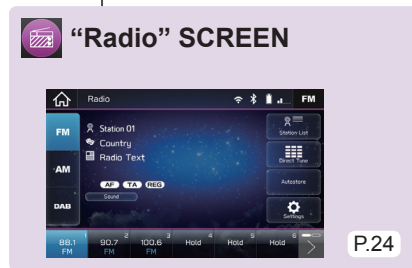 “Radio” SCREEN
Radio FM
FM Station 01 Station List
Country
Radio Text Direct Tune
AM
AF TA REG Autostore
Sound
DAB Settings
1 2 3 4 5 6
88.1 90.7 100.6 Hold Hold Hold
FM FM FM
P.24